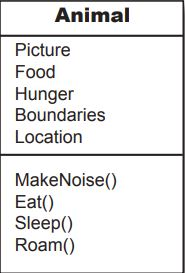 Animal
Picture
Food
Hunger
Boundaries
Location
MakeNoise()
Eat()
Sleep()
Roam()